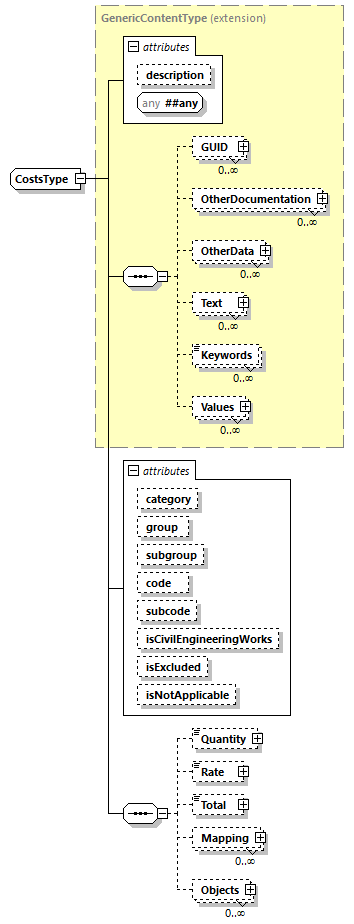 GenericContentType (extension)
attributes
description
any ##any
CostsType
GUID
0..∞
OtherDocumentation
0..∞
OtherData
0..∞
Text
0..∞
Keywords
0..∞
Values
0..∞
attributes
category
group
subgroup
code
subcode
isCivilEngineeringWorks
isExcluded
isNotApplicable
Quantity
Rate
Total
Mapping
0..∞
Objects
0..∞